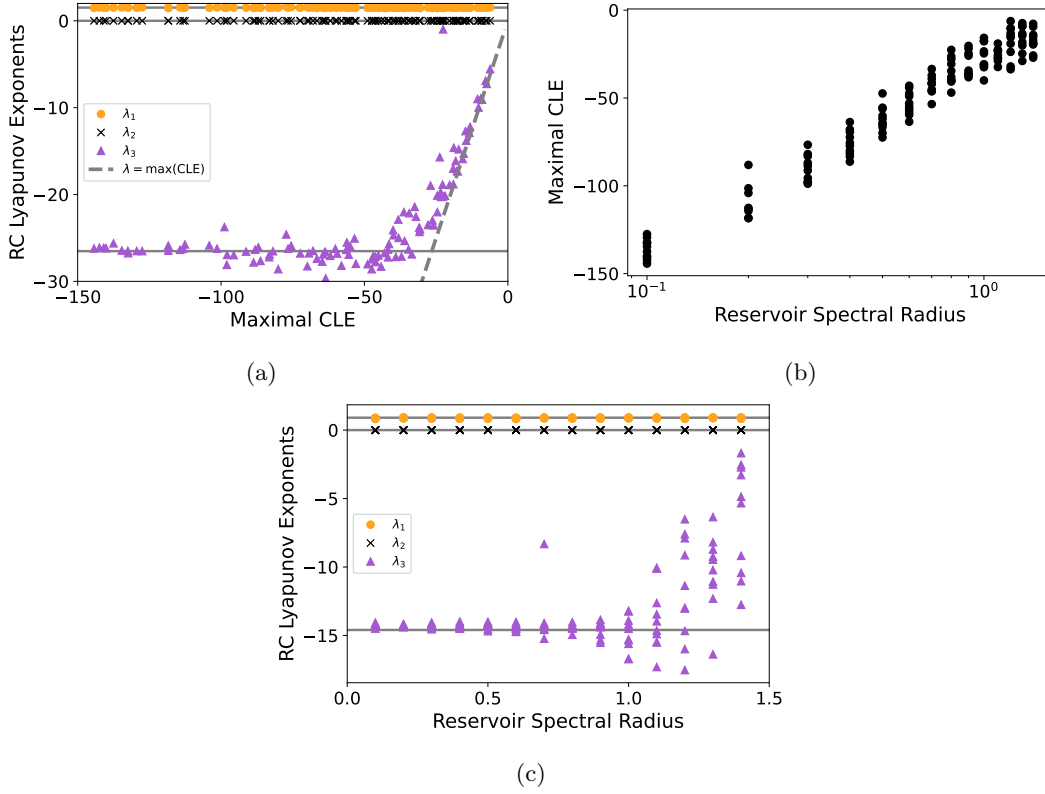 RC Lyapunov Exponents
0
−10
−20
−30
λ₁
λ₂
λ₃
λ = max(CLE)
−150
−100
−50
0
Maximal CLE
(a)
Maximal CLE
0
−50
−100
−150
10⁻¹
10⁰
Reservoir Spectral Radius
(b)
RC Lyapunov Exponents
0
−5
−10
−15
λ₁
λ₂
λ₃
0.0
0.5
1.0
1.5
Reservoir Spectral Radius
(c)